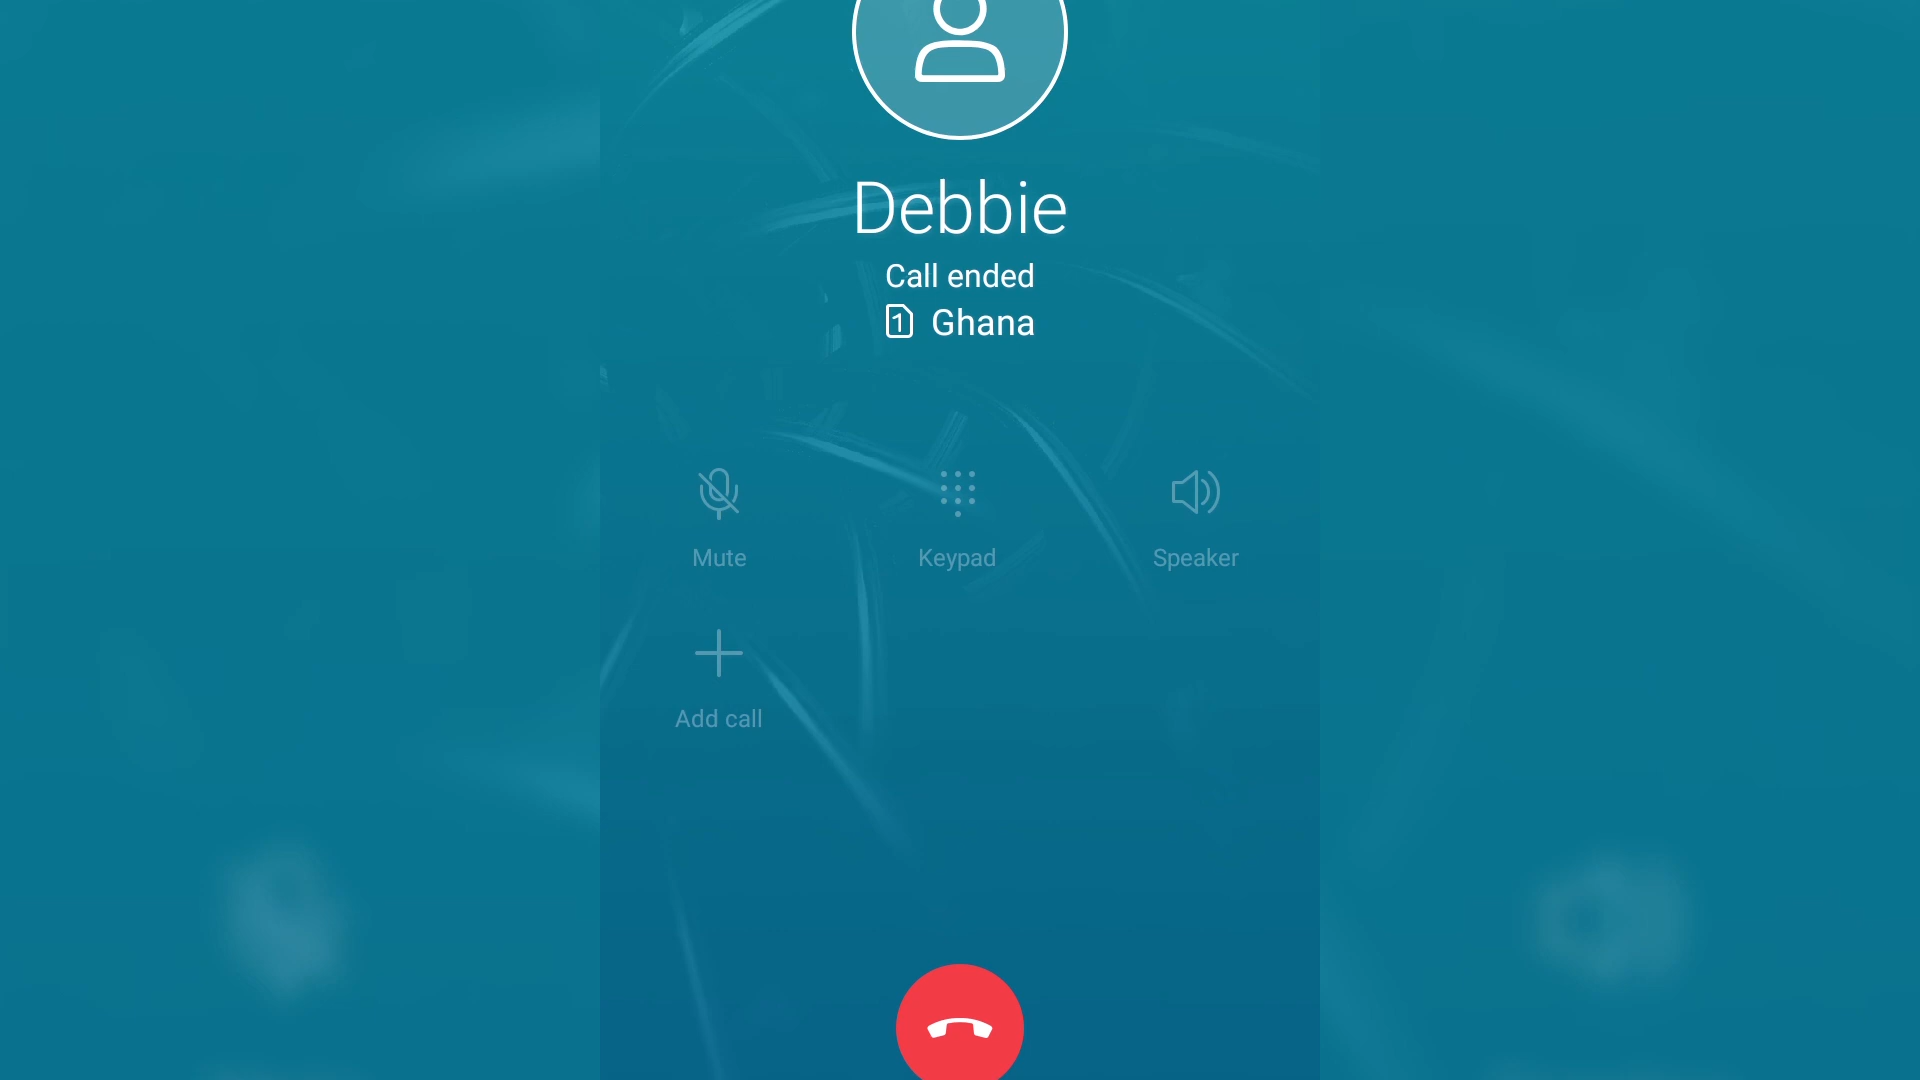 Debbie
Call ended
1 Ghana
Mute
Keypad
Speaker
Add call